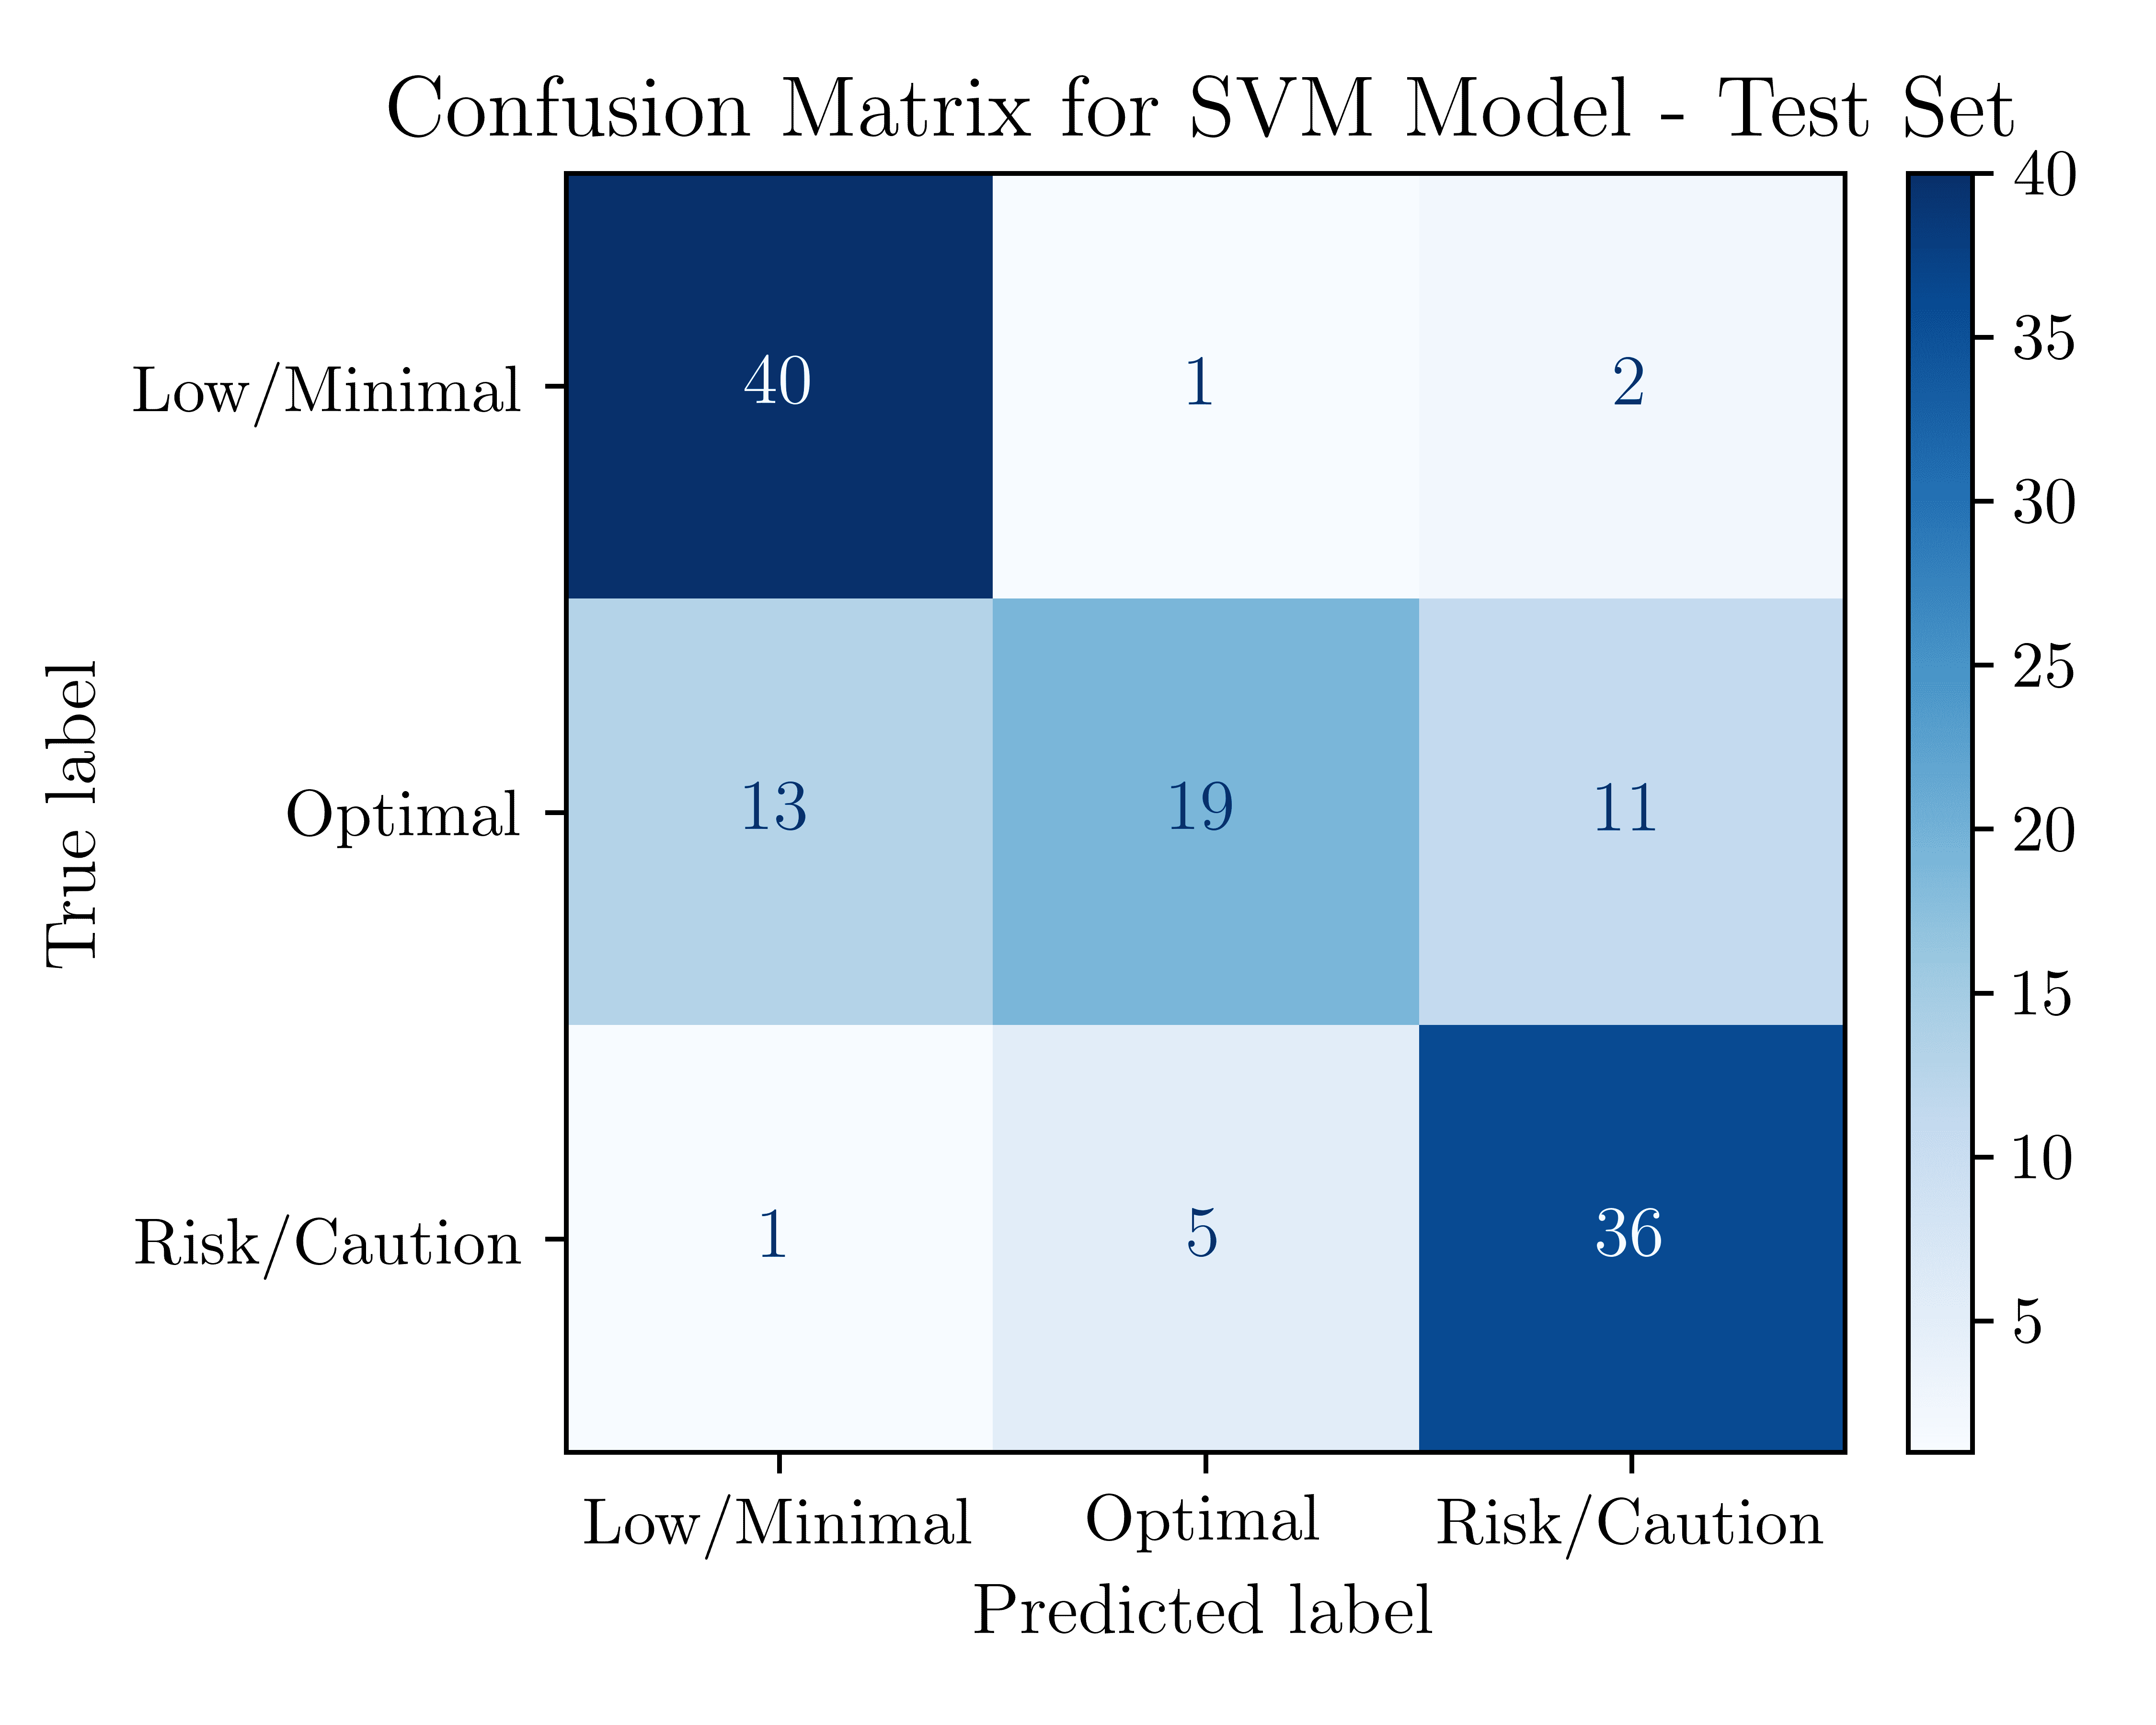 Confusion Matrix for SVM Model - Test Set
True label
Low/Minimal
40 1 2
Optimal
13 19 11
Risk/Caution
1 5 36
Low/Minimal Optimal Risk/Caution
Predicted label
40
35
30
25
20
15
10
5